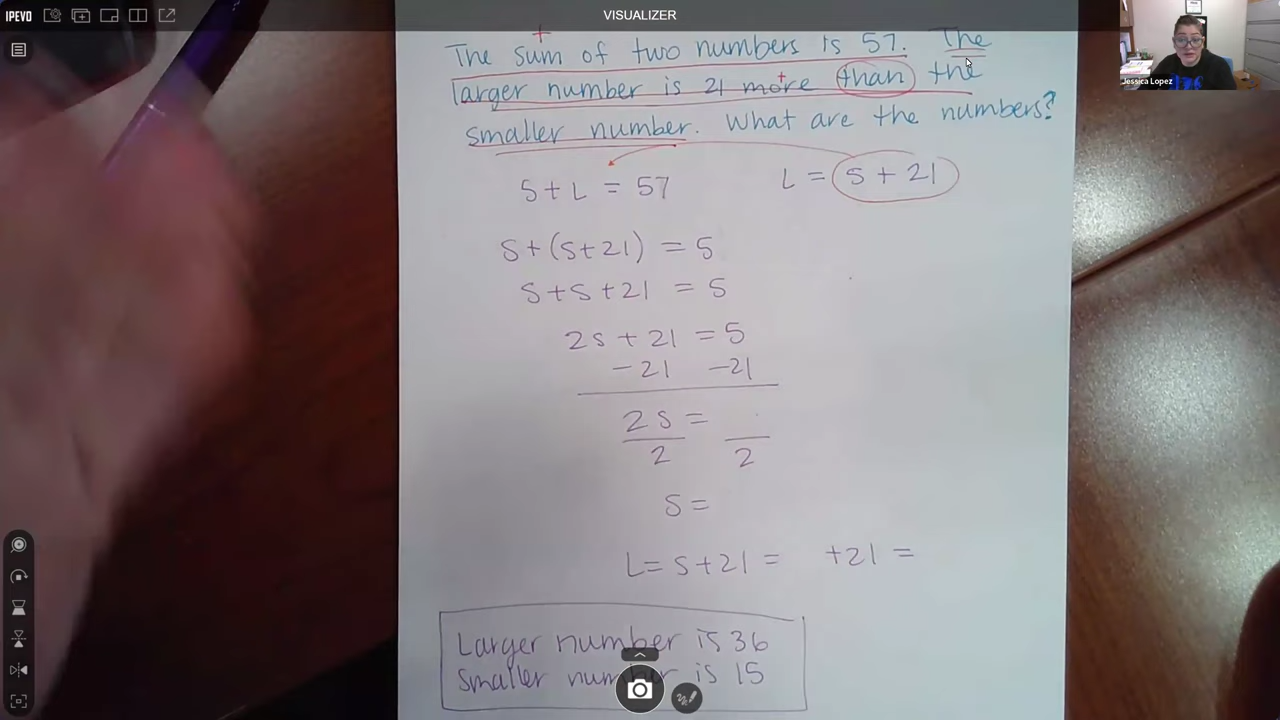 IPEVO
VISUALIZER
Jessica Lopez
+
The sum of two numbers is 57. The
+
larger number is 21 more than the
smaller number. What are the numbers?
S + L = 57
L = S + 21
S + (S + 21) = 5
S + S + 21 = 5
2S + 21 = 5
- 21 - 21
2S =
2 2
S =
L = S + 21 = + 21 =
Larger number is 36
Smaller number is 15